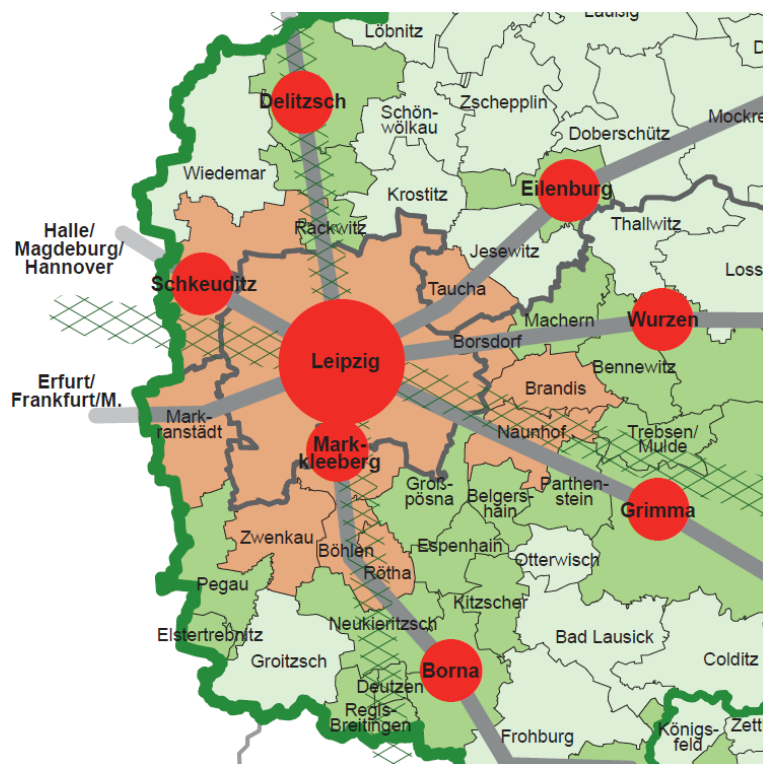 Löbnitz
Laußig
Delitzsch
Zschepplin
Schön-
wölkau
Mockre
Doberschütz
Wiedemar
Eilenburg
Krostitz
Thallwitz
Halle/
Magdeburg/
Hannover
Rackwitz
Jesewitz
Loss
Schkeuditz
Taucha
Machern
Wurzen
Borsdorf
Leipzig
Bennewitz
Erfurt/
Frankfurt/M.
Brandis
Mark-
ranstädt
Naunhof
Trebsen/
Mulde
Mark-
kleeberg
Groß-
pösna
Belgers-
hain
Parthen-
stein
Grimma
Zwenkau
Böhlen
Espenhain
Otterwisch
Rötha
Pegau
Kitzscher
Neukieritzsch
Elstertrebnitz
Bad Lausick
Groitzsch
Colditz
Borna
Deutzen
Regis-
Breitingen
Frohburg
Königs-
feld
Zettl